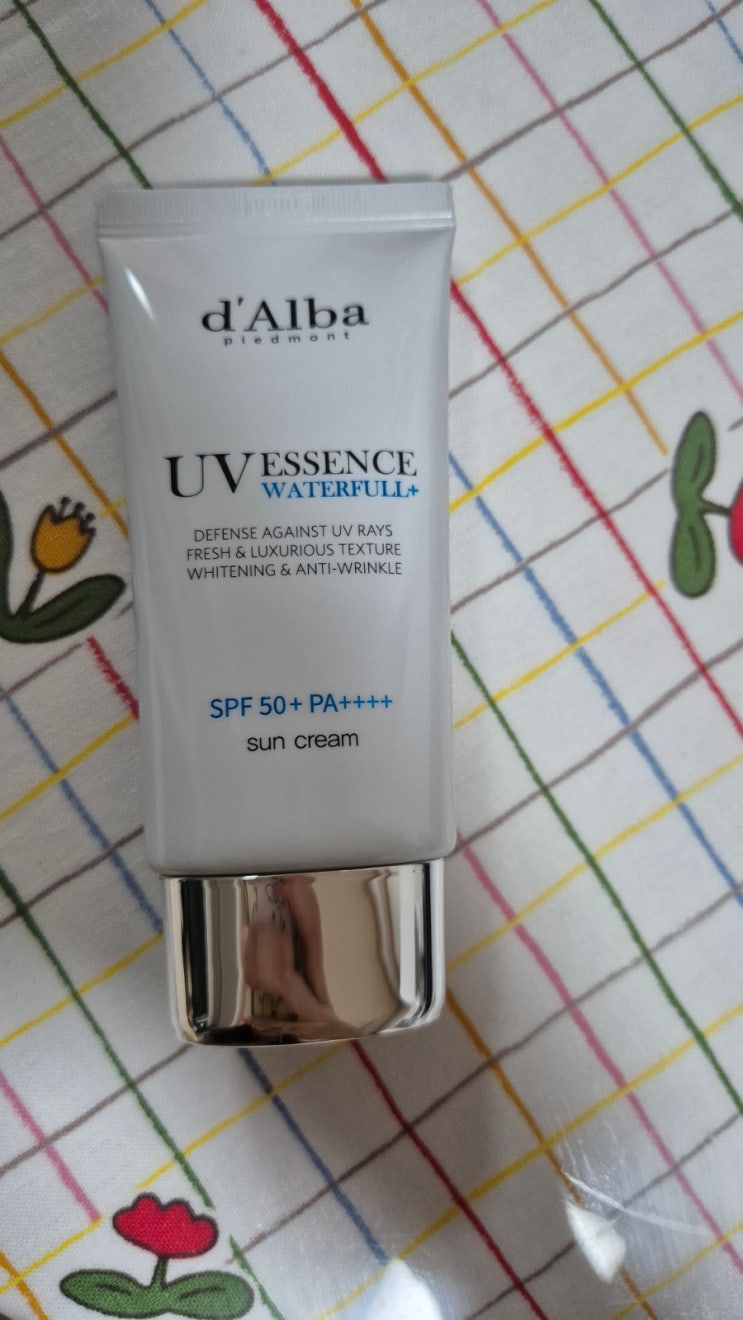 d'Alba
piedmont
UV ESSENCE
WATERFULL+
DEFENSE AGAINST UV RAYS
FRESH & LUXURIOUS TEXTURE
WHITENING & ANTI-WRINKLE
SPF 50+ PA++++
sun cream